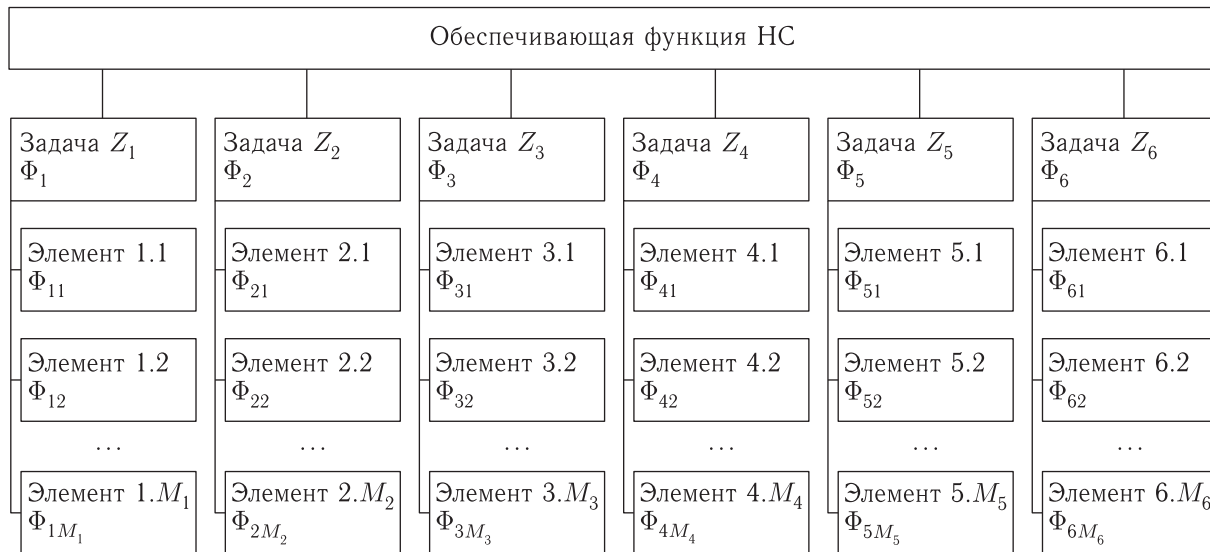 Обеспечивающая функция НС
Задача Z₁
Φ₁
Задача Z₂
Φ₂
Задача Z₃
Φ₃
Задача Z₄
Φ₄
Задача Z₅
Φ₅
Задача Z₆
Φ₆
Элемент 1.1
Φ₁₁
Элемент 2.1
Φ₂₁
Элемент 3.1
Φ₃₁
Элемент 4.1
Φ₄₁
Элемент 5.1
Φ₅₁
Элемент 6.1
Φ₆₁
Элемент 1.2
Φ₁₂
Элемент 2.2
Φ₂₂
Элемент 3.2
Φ₃₂
Элемент 4.2
Φ₄₂
Элемент 5.2
Φ₅₂
Элемент 6.2
Φ₆₂
... ... ... ... ... ...
Элемент 1.M₁
Φ₁M₁
Элемент 2.M₂
Φ₂M₂
Элемент 3.M₃
Φ₃M₃
Элемент 4.M₄
Φ₄M₄
Элемент 5.M₅
Φ₅M₅
Элемент 6.M₆
Φ₆M₆